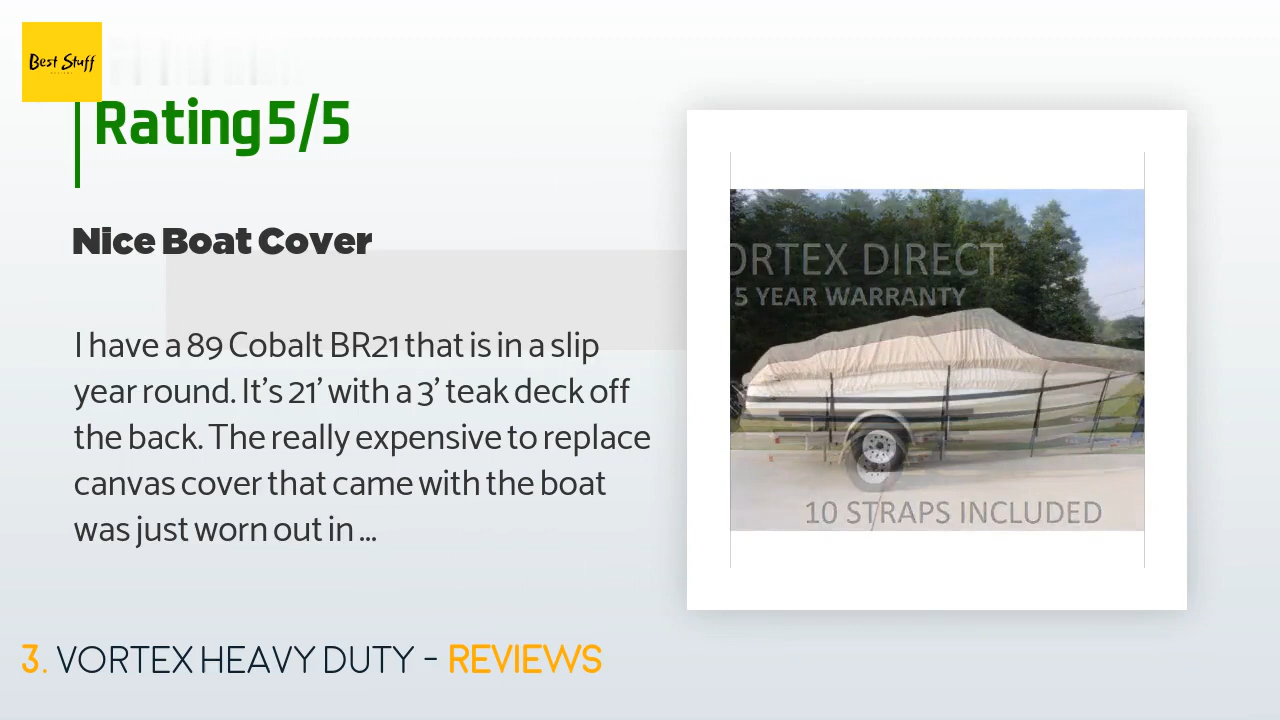 Best Stuff
Rating 5/5
Nice Boat Cover
I have a 89 Cobalt BR21 that is in a slip
year round. It's 21' with a 3' teak deck off
the back. The really expensive to replace
canvas cover that came with the boat
was just worn out in ...
ORTEX DIRECT
5 YEAR WARRANTY
10 STRAPS INCLUDED
3. VORTEX HEAVY DUTY - REVIEWS